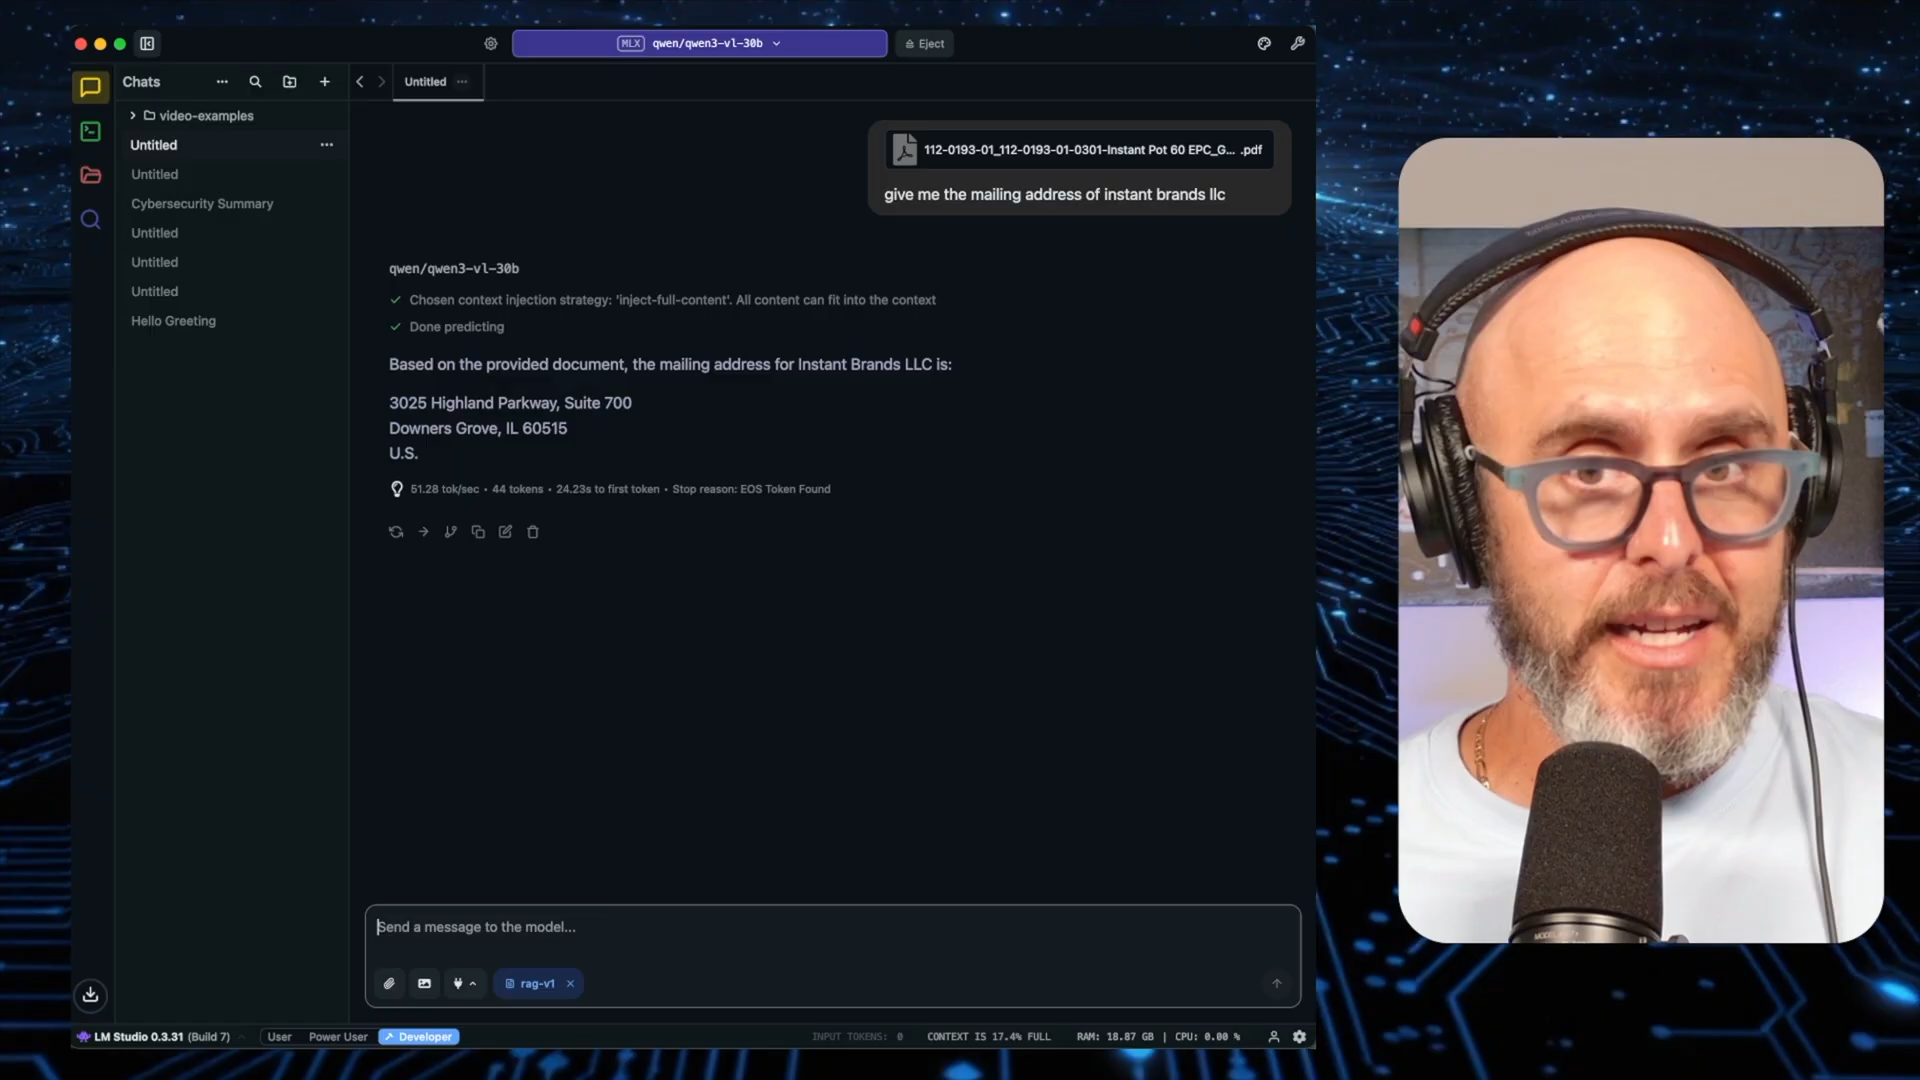 MLX qwen/qwen3-vl-30b
Eject
Chats
Untitled
video-examples
Untitled
Untitled
Cybersecurity Summary
Untitled
Untitled
Untitled
Hello Greeting
112-0193-01_112-0193-01-0301-Instant Pot 60 EPC_G... .pdf
give me the mailing address of instant brands llc
qwen/qwen3-vl-30b
Chosen context injection strategy: 'inject-full-content'. All content can fit into the context
Done predicting
Based on the provided document, the mailing address for Instant Brands LLC is:
3025 Highland Parkway, Suite 700
Downers Grove, IL 60515
U.S.
51.28 tok/sec • 44 tokens • 24.23s to first token • Stop reason: EOS Token Found
Send a message to the model...
rag-v1
LM Studio 0.3.31 (Build 7)
User
Power User
Developer
INPUT TOKENS: 0
CONTEXT IS 17.4% FULL
RAM: 18.87 GB | CPU: 0.00 %